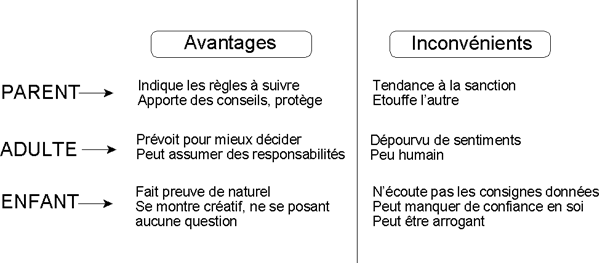 Avantages
Inconvénients
PARENT
Indique les règles à suivre
Apporte des conseils, protège
Tendance à la sanction
Etouffe l'autre
ADULTE
Prévoit pour mieux décider
Peut assumer des responsabilités
Dépourvu de sentiments
Peu humain
ENFANT
Fait preuve de naturel
Se montre créatif, ne se posant
aucune question
N'écoute pas les consignes données
Peut manquer de confiance en soi
Peut être arrogant